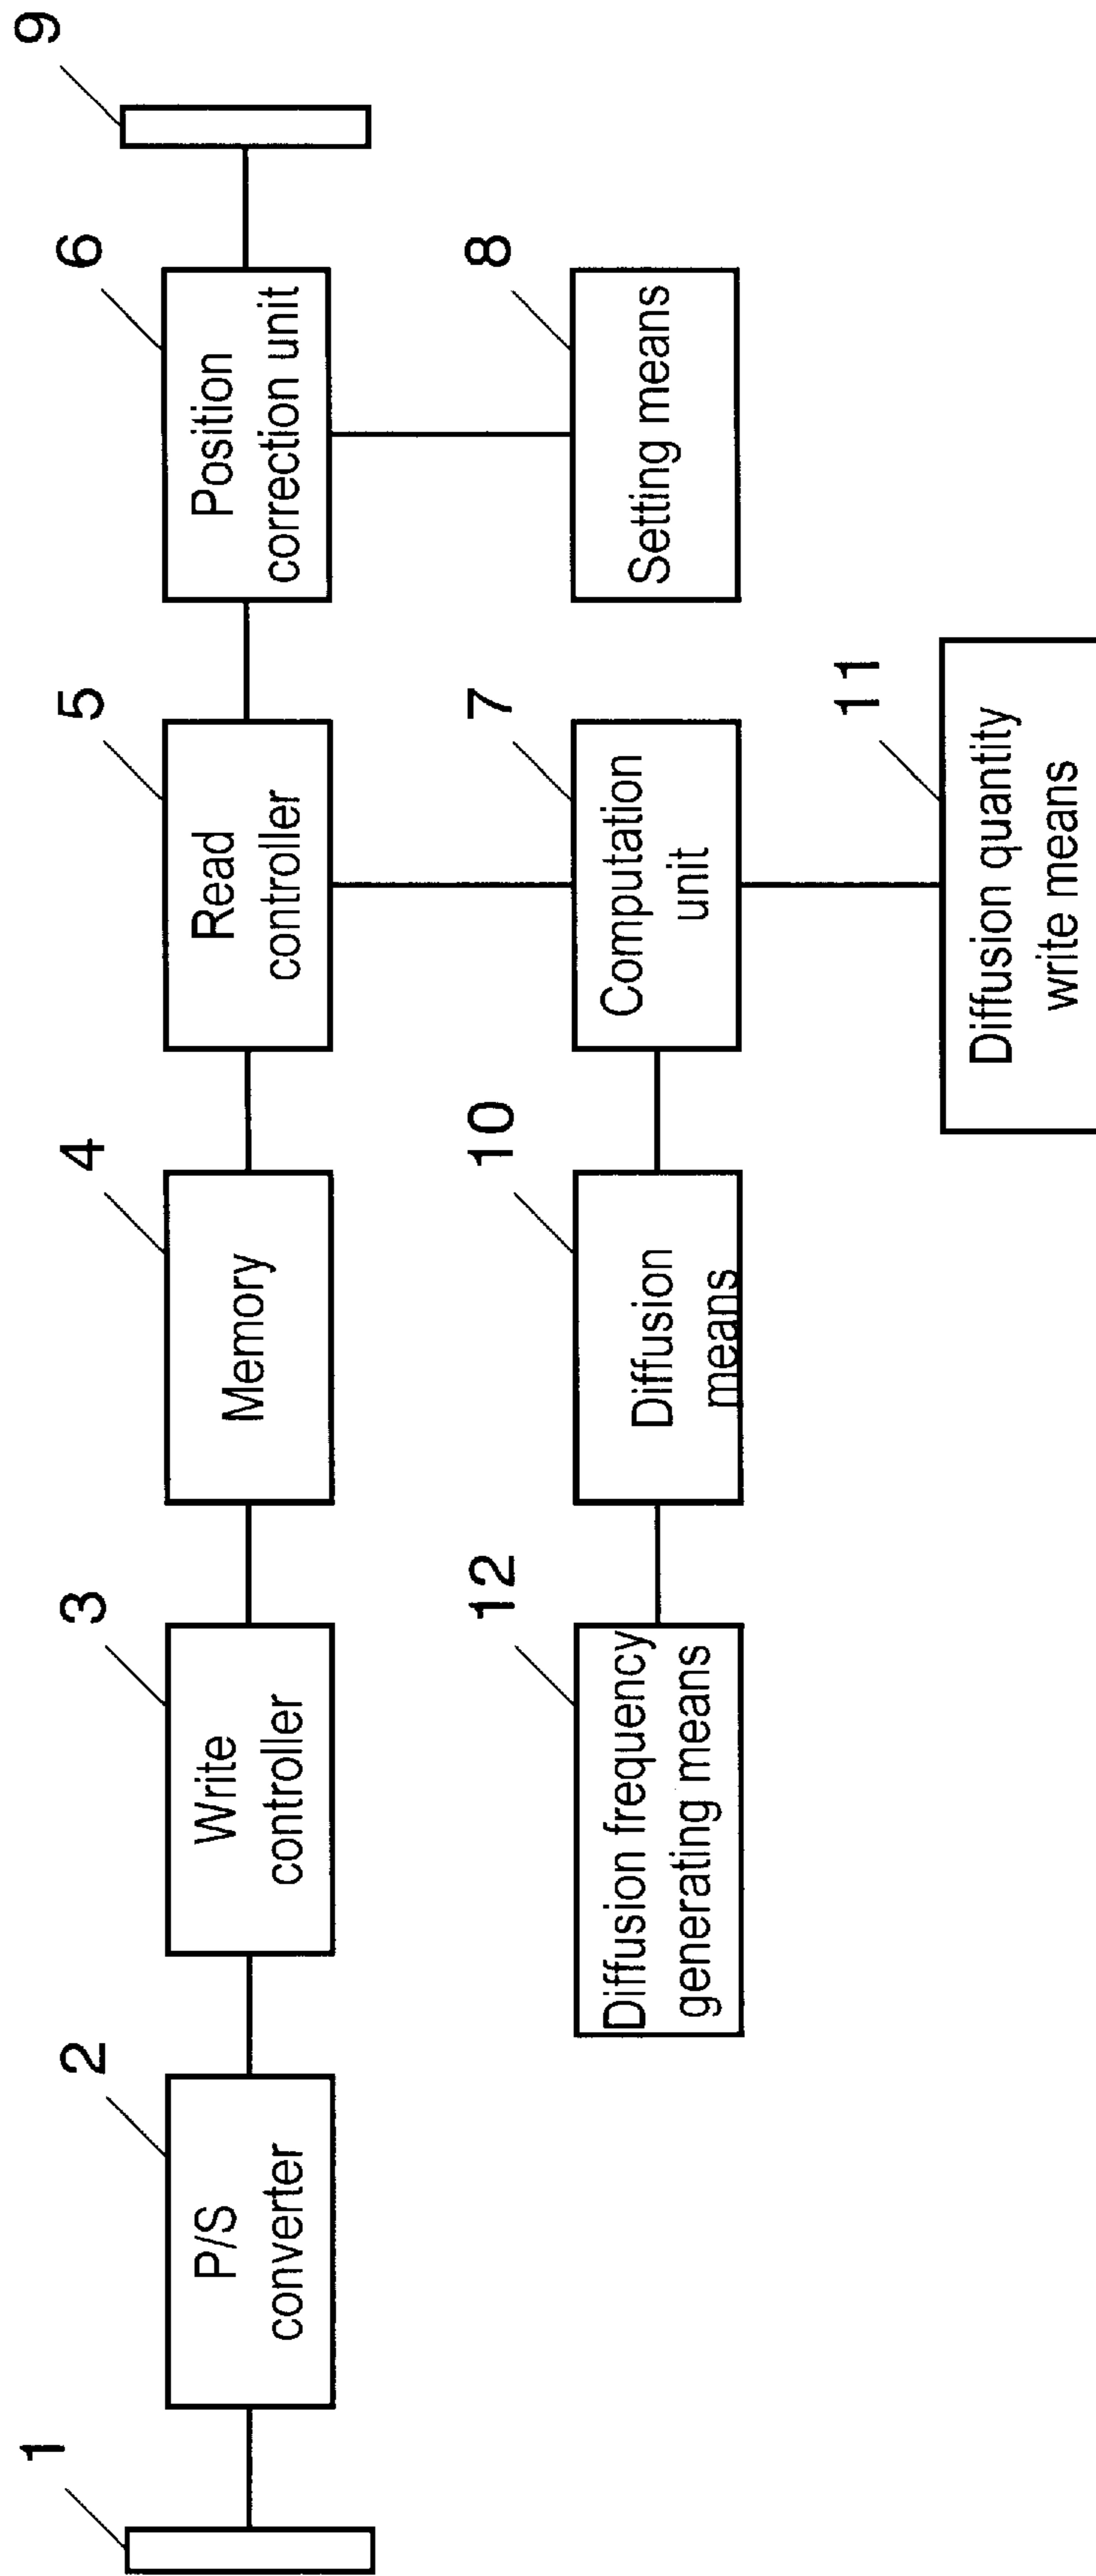 1
2
P/S
converter
3
Write
controller
4
Memory
5
Read
controller
6
Position
correction unit
9
12
Diffusion frequency
generating means
10
Diffusion
means
7
Computation
unit
8
Setting means
11
Diffusion quantity
write means